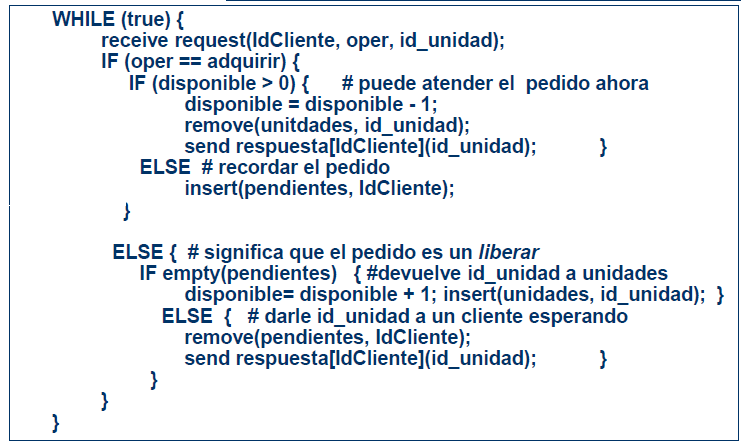 WHILE (true) {
receive request(IdCliente, oper, id_unidad);
IF (oper == adquirir) {
IF (disponible > 0) { # puede atender el pedido ahora
disponible = disponible - 1;
remove(unitdades, id_unidad);
send respuesta[IdCliente](id_unidad); }
ELSE # recordar el pedido
insert(pendientes, IdCliente);
}
ELSE { # significa que el pedido es un liberar
IF empty(pendientes) { #devuelve id_unidad a unidades
disponible= disponible + 1; insert(unidades, id_unidad); }
ELSE { # darle id_unidad a un cliente esperando
remove(pendientes, IdCliente);
send respuesta[IdCliente](id_unidad); }
}
}
}